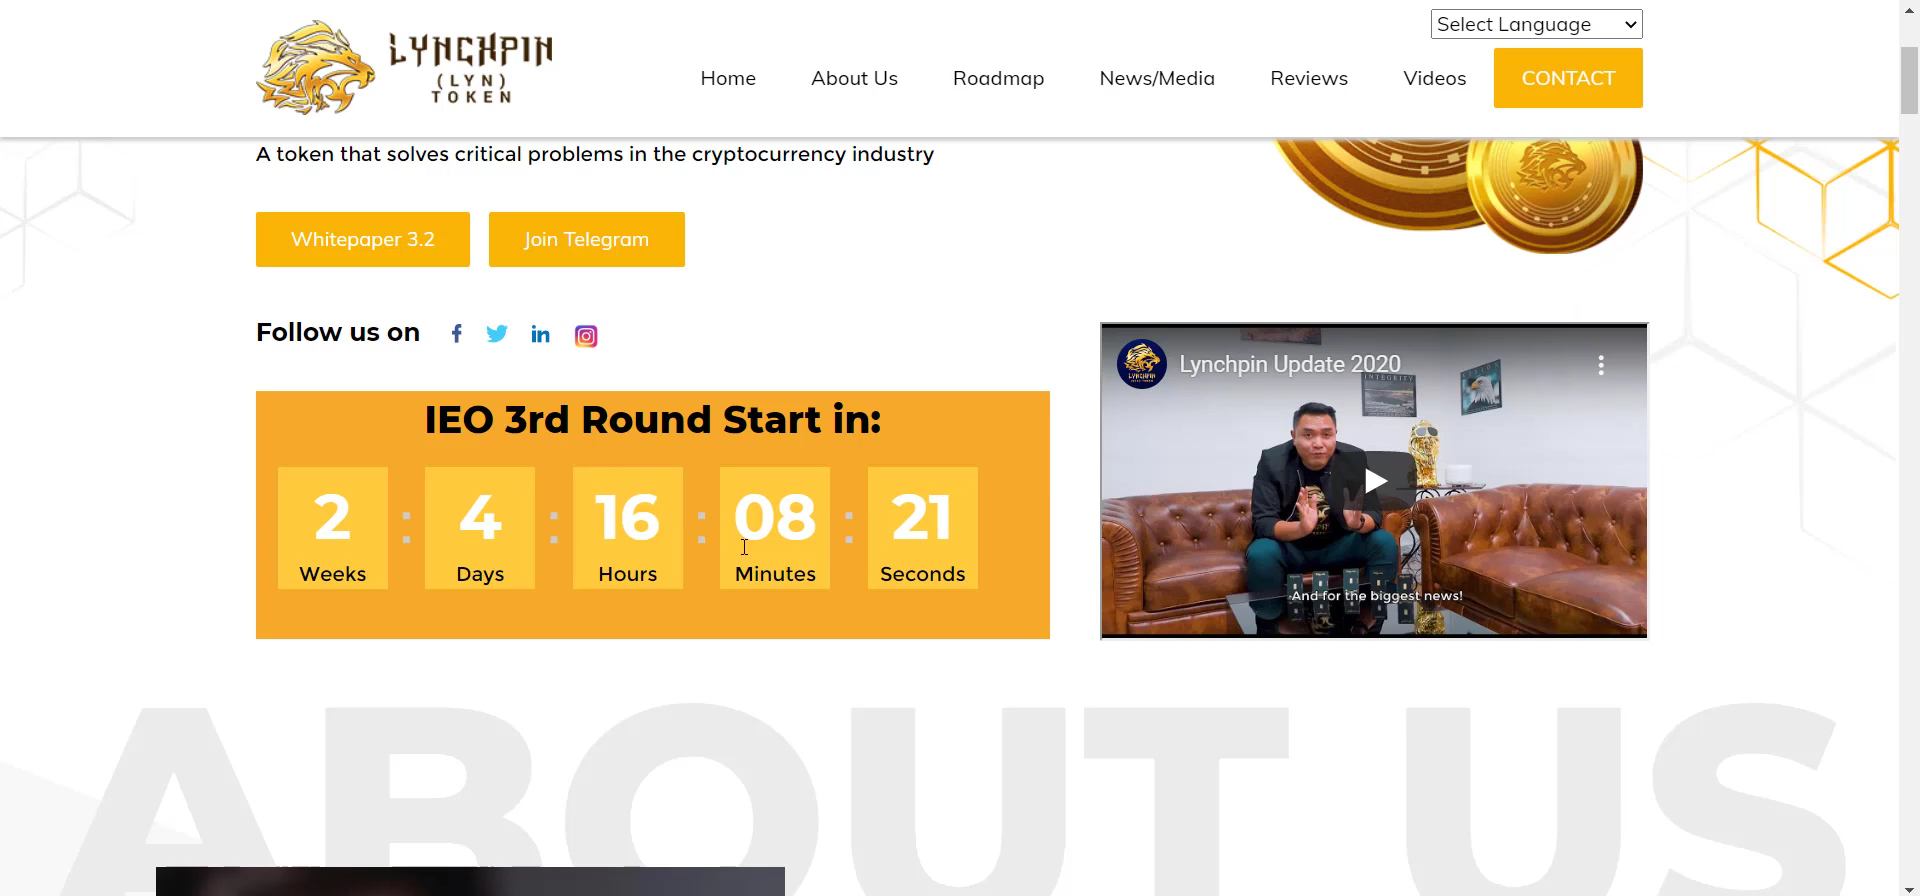 Select Language
LYNCHPIN
(LYN)
TOKEN
Home
About Us
Roadmap
News/Media
Reviews
Videos
CONTACT
A token that solves critical problems in the cryptocurrency industry
Whitepaper 3.2
Join Telegram
Follow us on
Lynchpin Update 2020
INTEGRITY
IEO 3rd Round Start in:
2 : 4 : 16 : 08 : 21
Weeks Days Hours Minutes Seconds
And for the biggest news!
ABOUT US